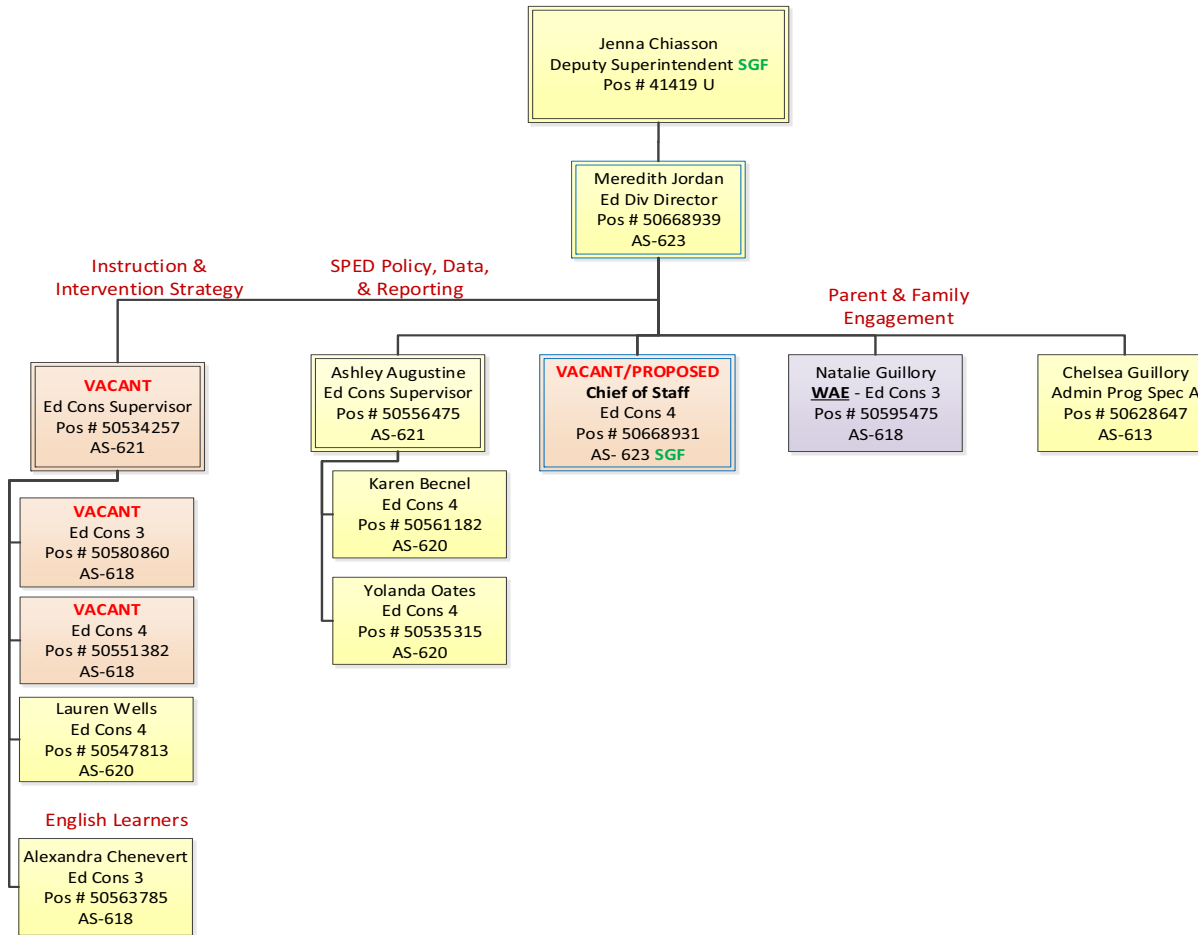 Jenna Chiasson
Deputy Superintendent SGF
Pos # 41419 U
Meredith Jordan
Ed Div Director
Pos # 50668939
AS-623
Instruction &
Intervention Strategy
SPED Policy, Data,
& Reporting
Parent & Family
Engagement
VACANT
Ed Cons Supervisor
Pos # 50534257
AS-621
Ashley Augustine
Ed Cons Supervisor
Pos # 50556475
AS-621
VACANT/PROPOSED
Chief of Staff
Ed Cons 4
Pos # 50668931
AS- 623 SGF
Natalie Guillory
WAE - Ed Cons 3
Pos # 50595475
AS-618
Chelsea Guillory
Admin Prog Spec A
Pos # 50628647
AS-613
VACANT
Ed Cons 3
Pos # 50580860
AS-618
VACANT
Ed Cons 4
Pos # 50551382
AS-618
Lauren Wells
Ed Cons 4
Pos # 50547813
AS-620
English Learners
Alexandra Chenevert
Ed Cons 3
Pos # 50563785
AS-618
Karen Becnel
Ed Cons 4
Pos # 50561182
AS-620
Yolanda Oates
Ed Cons 4
Pos # 50535315
AS-620